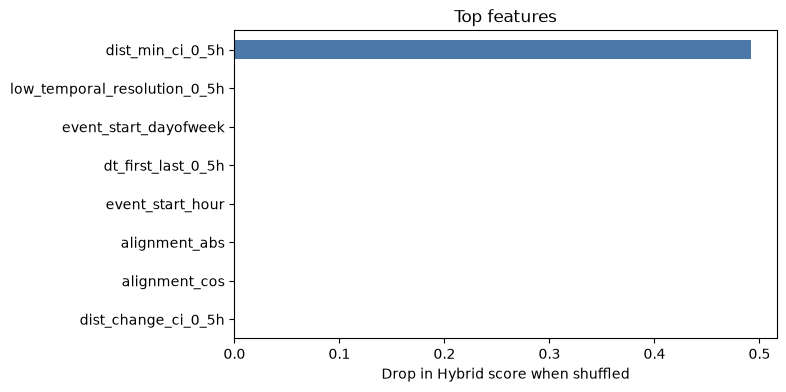 Top features
dist_min_ci_0_5h
low_temporal_resolution_0_5h
event_start_dayofweek
dt_first_last_0_5h
event_start_hour
alignment_abs
alignment_cos
dist_change_ci_0_5h
0.0 0.1 0.2 0.3 0.4 0.5
Drop in Hybrid score when shuffled